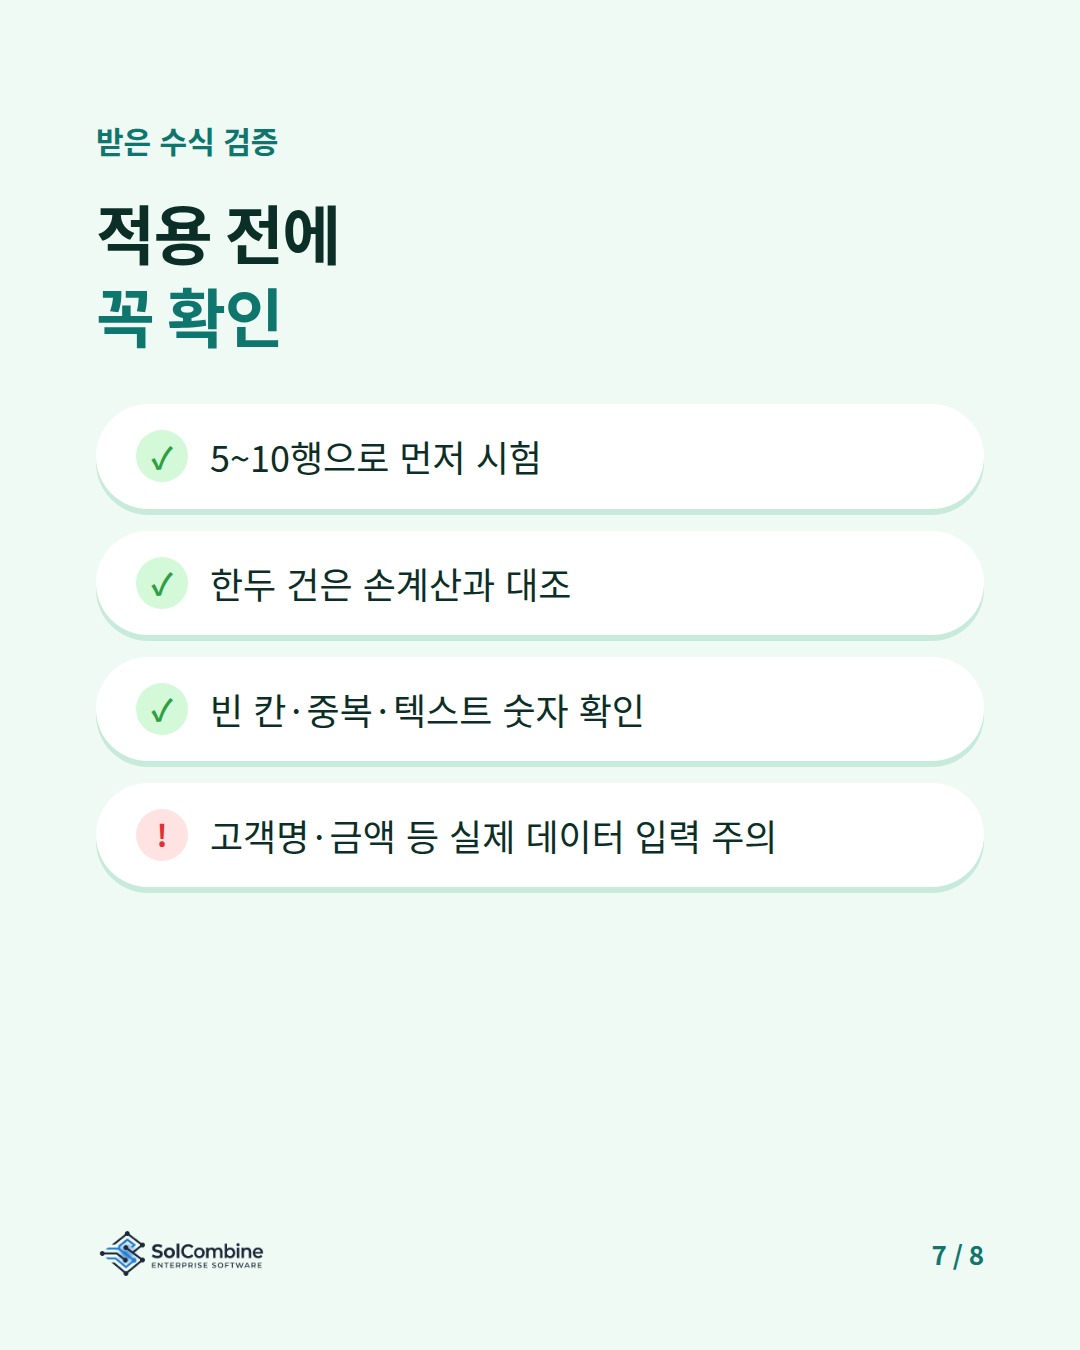 받은 수식 검증
적용 전에
꼭 확인
✓ 5~10행으로 먼저 시험
✓ 한두 건은 손계산과 대조
✓ 빈 칸·중복·텍스트 숫자 확인
! 고객명·금액 등 실제 데이터 입력 주의
SolCombine
ENTERPRISE SOFTWARE
7 / 8